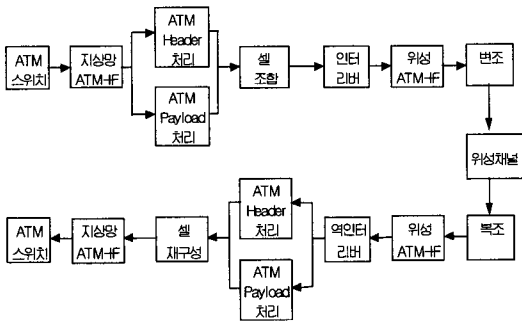 ATM
스위치
지상망
ATM-IF
ATM
Header
처리
ATM
Payload
처리
셀
조합
인터
리버
위성
ATM-IF
변조
위성채널
복조
위성
ATM-IF
역인터
리버
ATM
Header
처리
ATM
Payload
처리
셀
재구성
지상망
ATM-IF
ATM
스위치